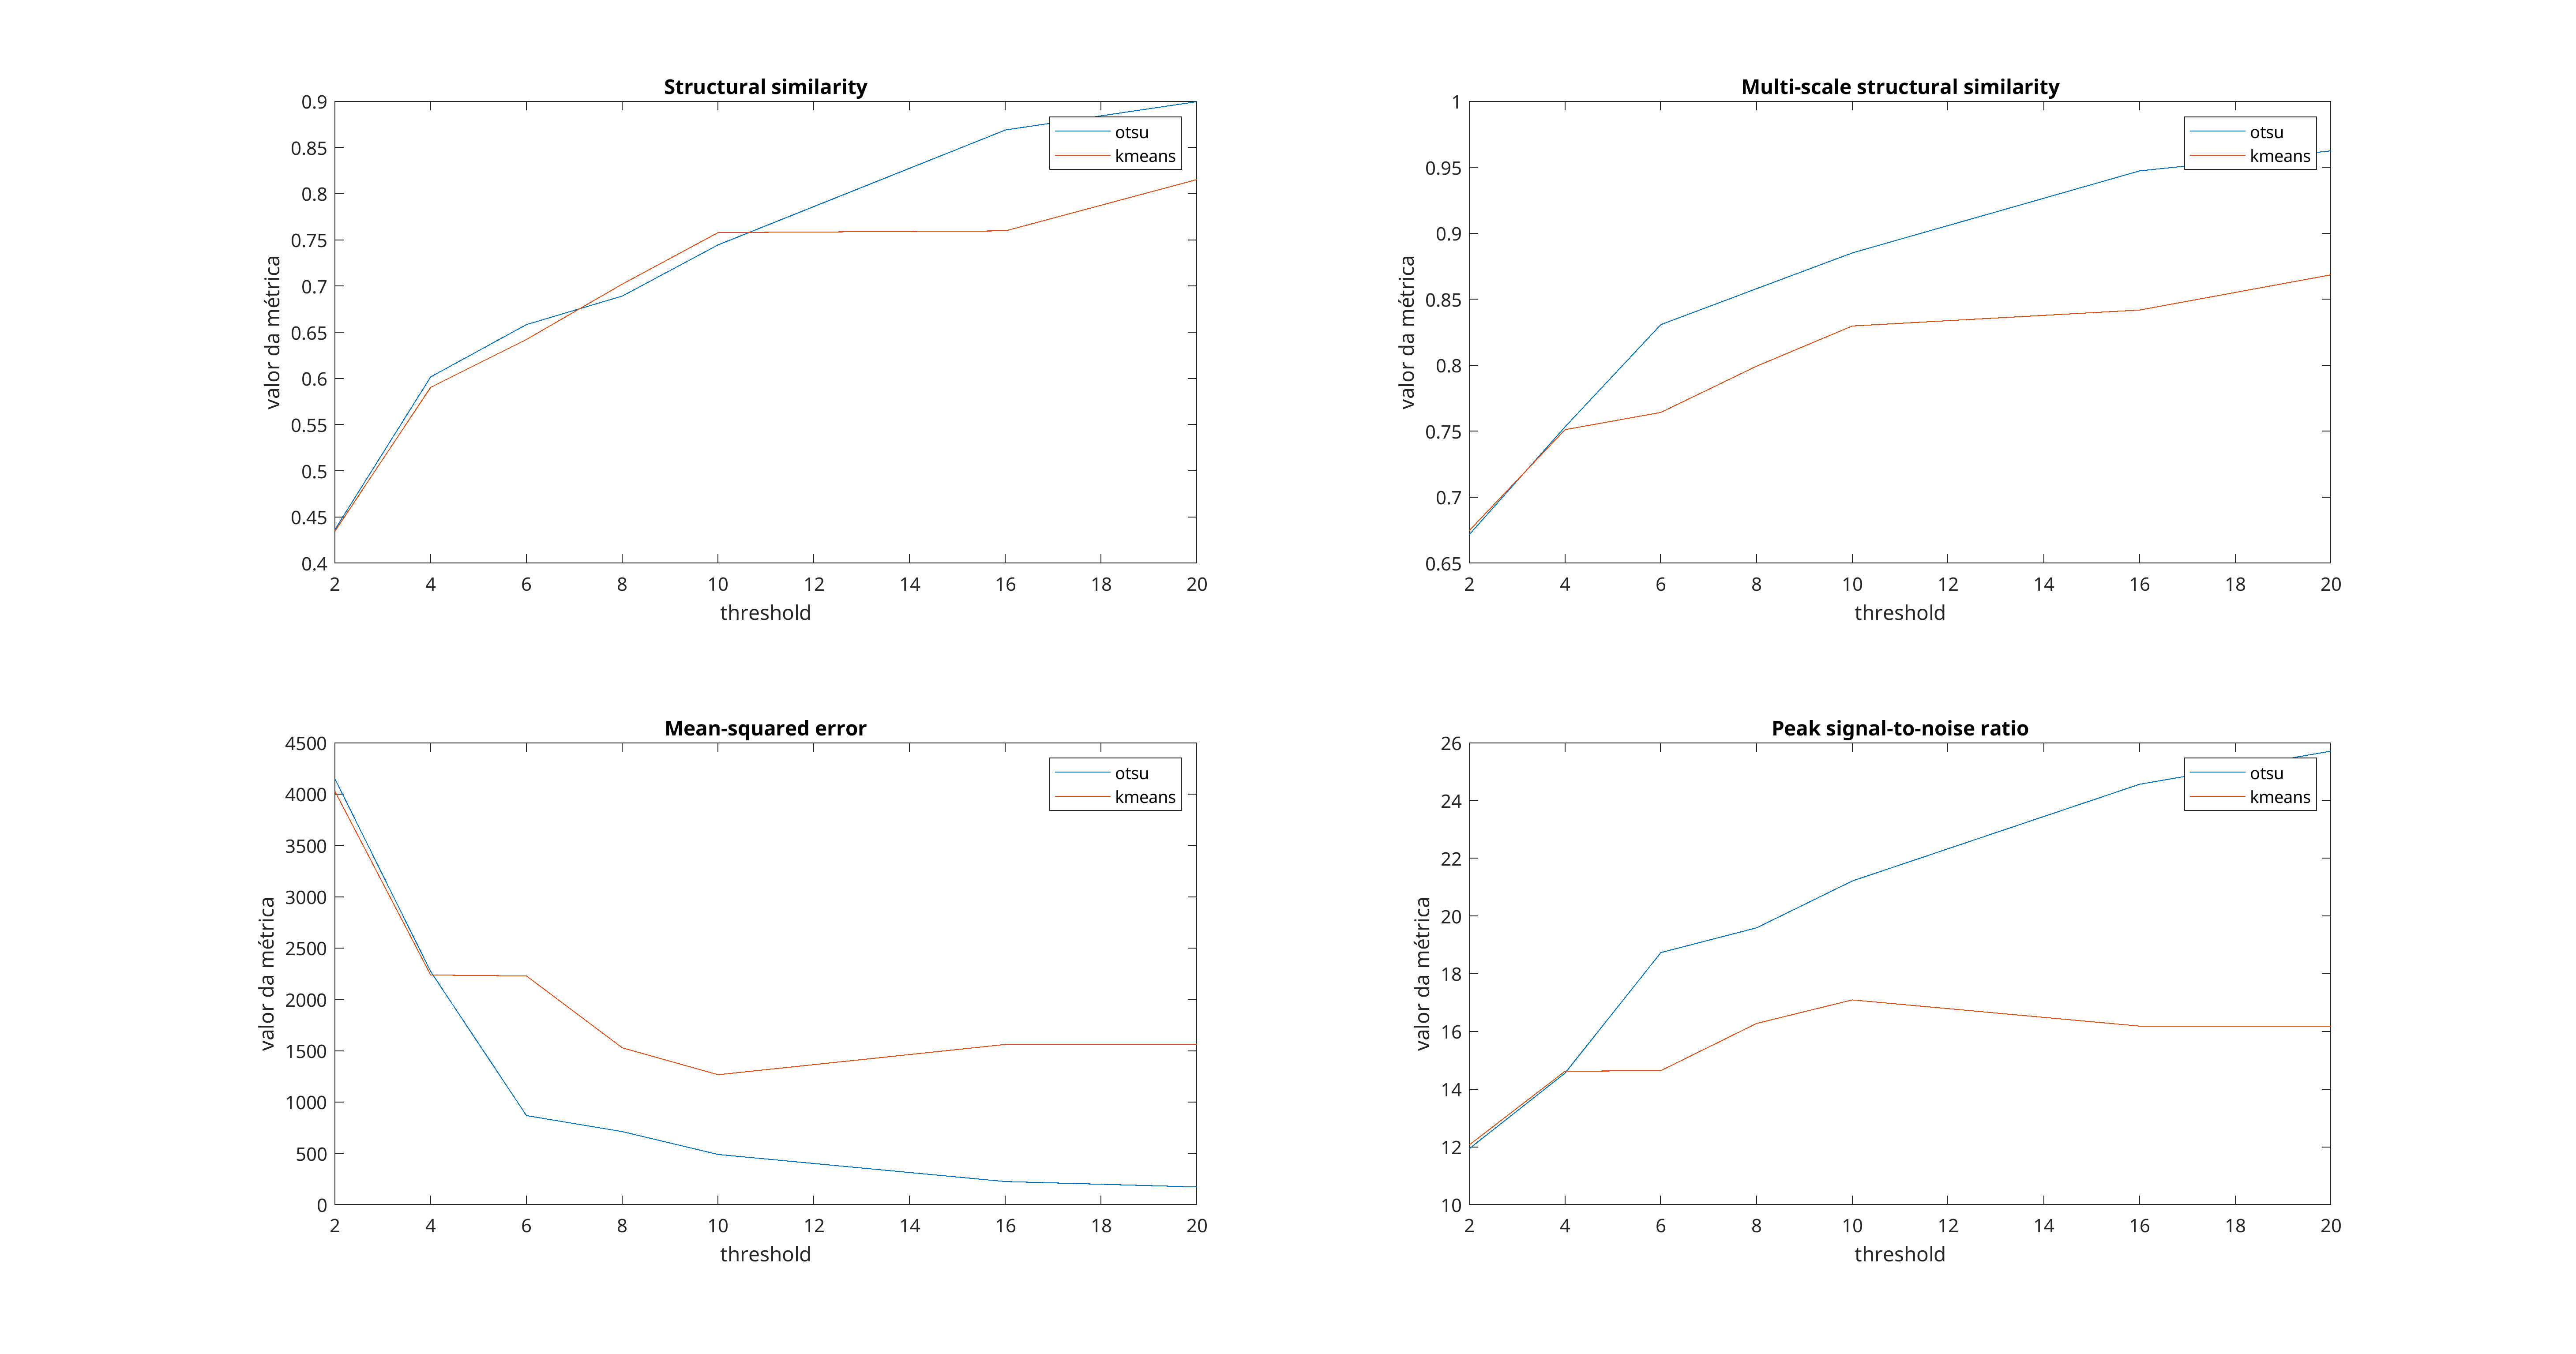 Structural similarity
0.9
0.85
0.8
0.75
0.7
0.65
0.6
0.55
0.5
0.45
0.4
valor da métrica
otsu
kmeans
2 4 6 8 10 12 14 16 18 20
threshold
Multi-scale structural similarity
1
0.95
0.9
0.85
0.8
0.75
0.7
0.65
valor da métrica
otsu
kmeans
2 4 6 8 10 12 14 16 18 20
threshold
Mean-squared error
4500
4000
3500
3000
2500
2000
1500
1000
500
0
valor da métrica
otsu
kmeans
2 4 6 8 10 12 14 16 18 20
threshold
Peak signal-to-noise ratio
26
24
22
20
18
16
14
12
10
valor da métrica
otsu
kmeans
2 4 6 8 10 12 14 16 18 20
threshold